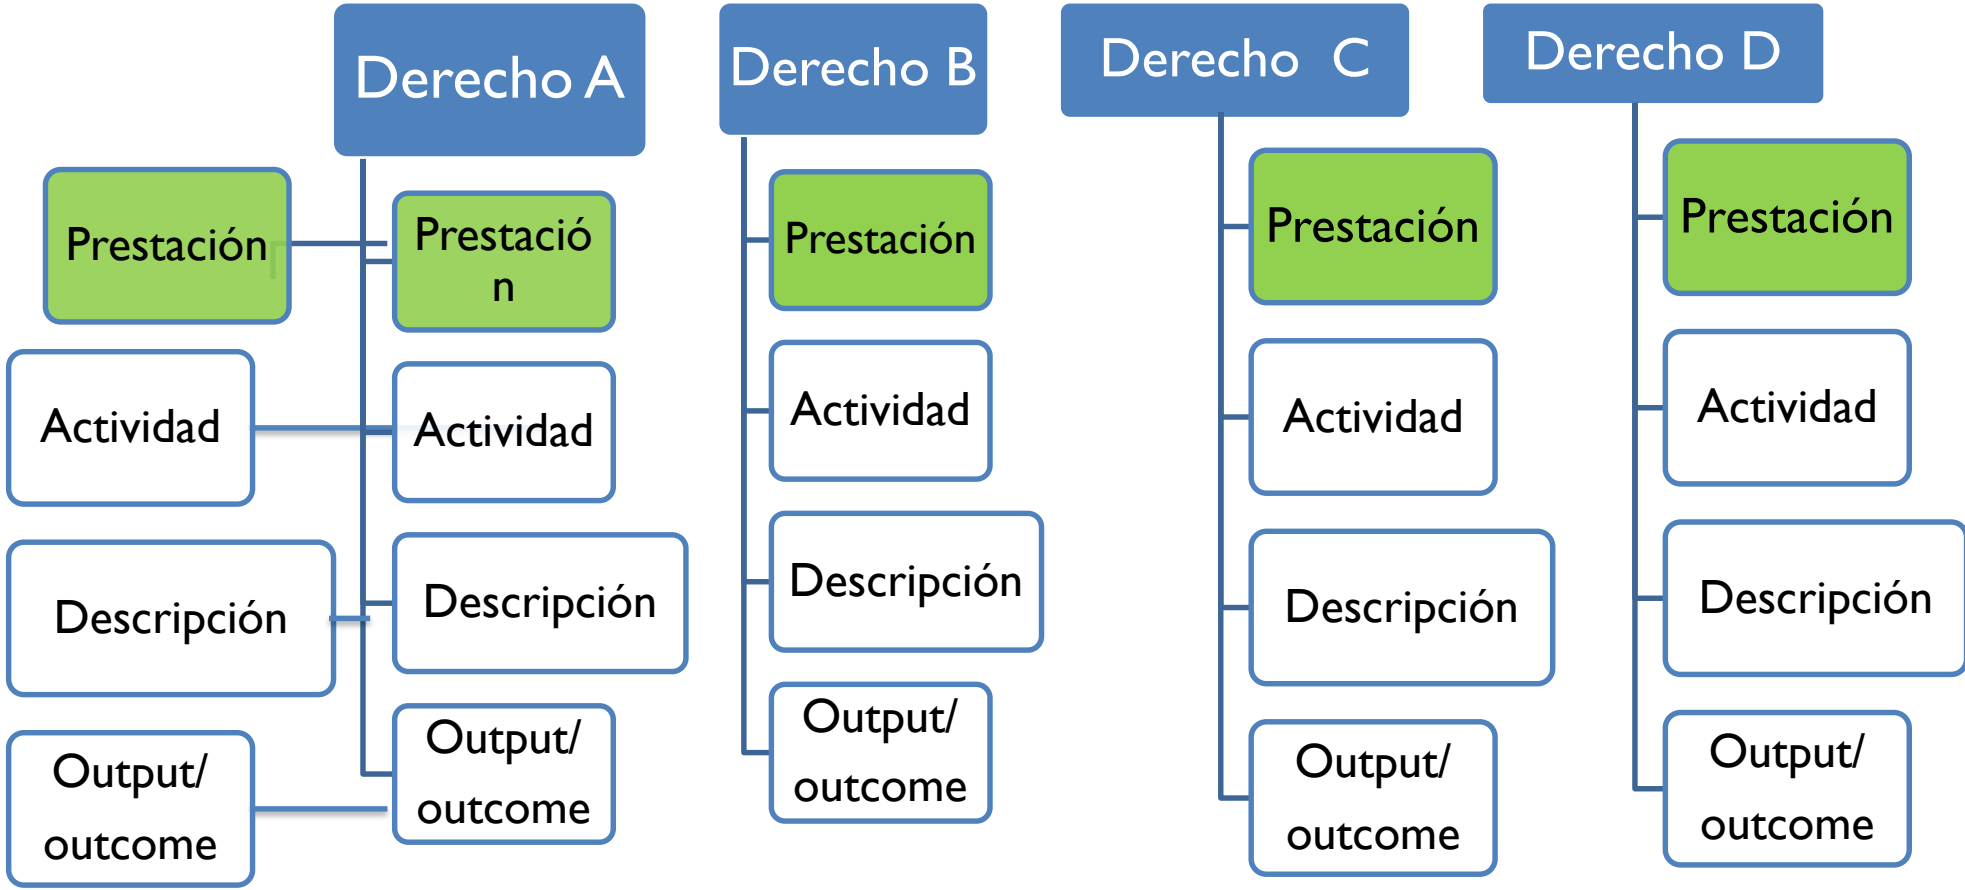 Derecho A
Prestación
Actividad
Descripción
Output/
outcome
Prestació
n
Actividad
Descripción
Output/
outcome
Derecho B
Prestación
Actividad
Descripción
Output/
outcome
Derecho C
Prestación
Actividad
Descripción
Output/
outcome
Derecho D
Prestación
Actividad
Descripción
Output/
outcome